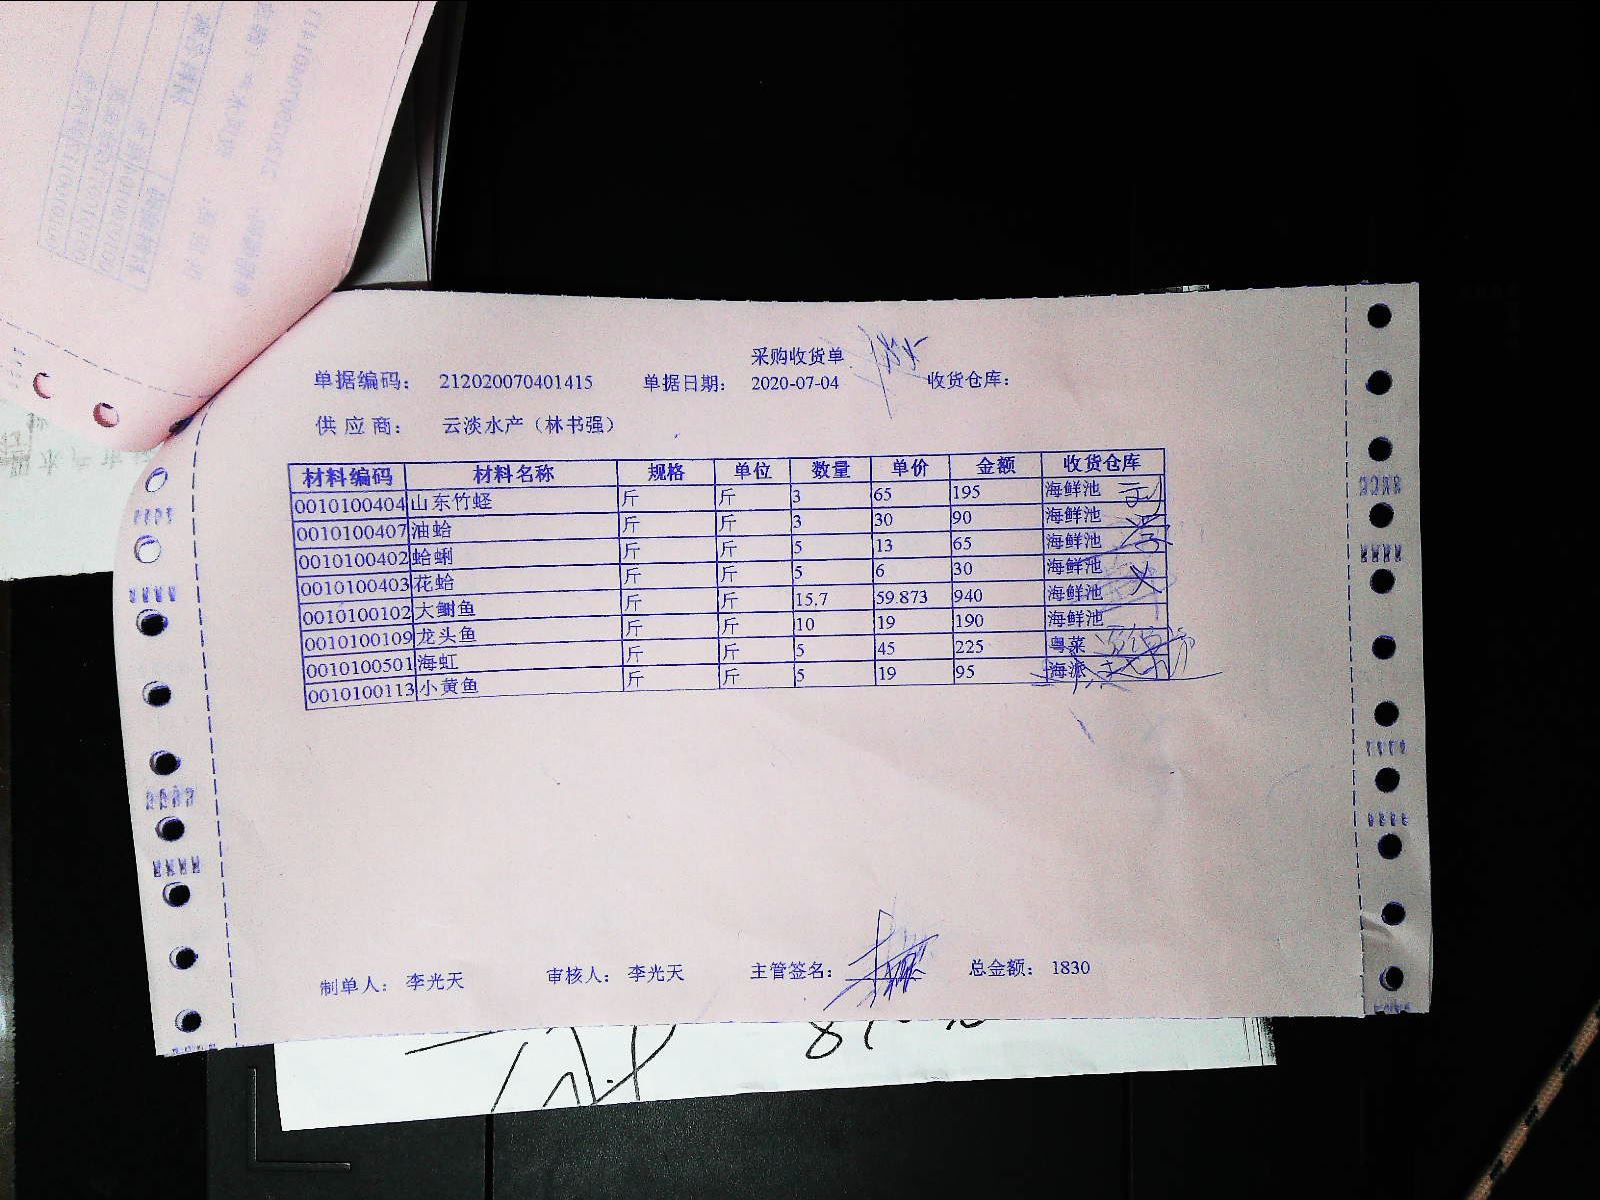 采购收货单
单据编码： 212020070401415 单据日期： 2020-07-04 收货仓库：
供应商： 云淡水产（林书强）
材料编码 材料名称 规格 单位 数量 单价 金额 收货仓库
0010100404 山东竹蛏 斤 斤 3 65 195 海鲜池
0010100407 油蛤 斤 斤 3 30 90 海鲜池
0010100402 蛤蜊 斤 斤 5 13 65 海鲜池
0010100403 花蛤 斤 斤 5 6 30 海鲜池
0010100102 大鲥鱼 斤 斤 15.7 59.873 940 海鲜池
0010100109 龙头鱼 斤 斤 10 19 190 海鲜池
0010100501 海虹 斤 斤 5 45 225 粤菜
0010100113 小黄鱼 斤 斤 5 19 95 海派
制单人： 李光天 审核人： 李光天 主管签名： 总金额： 1830